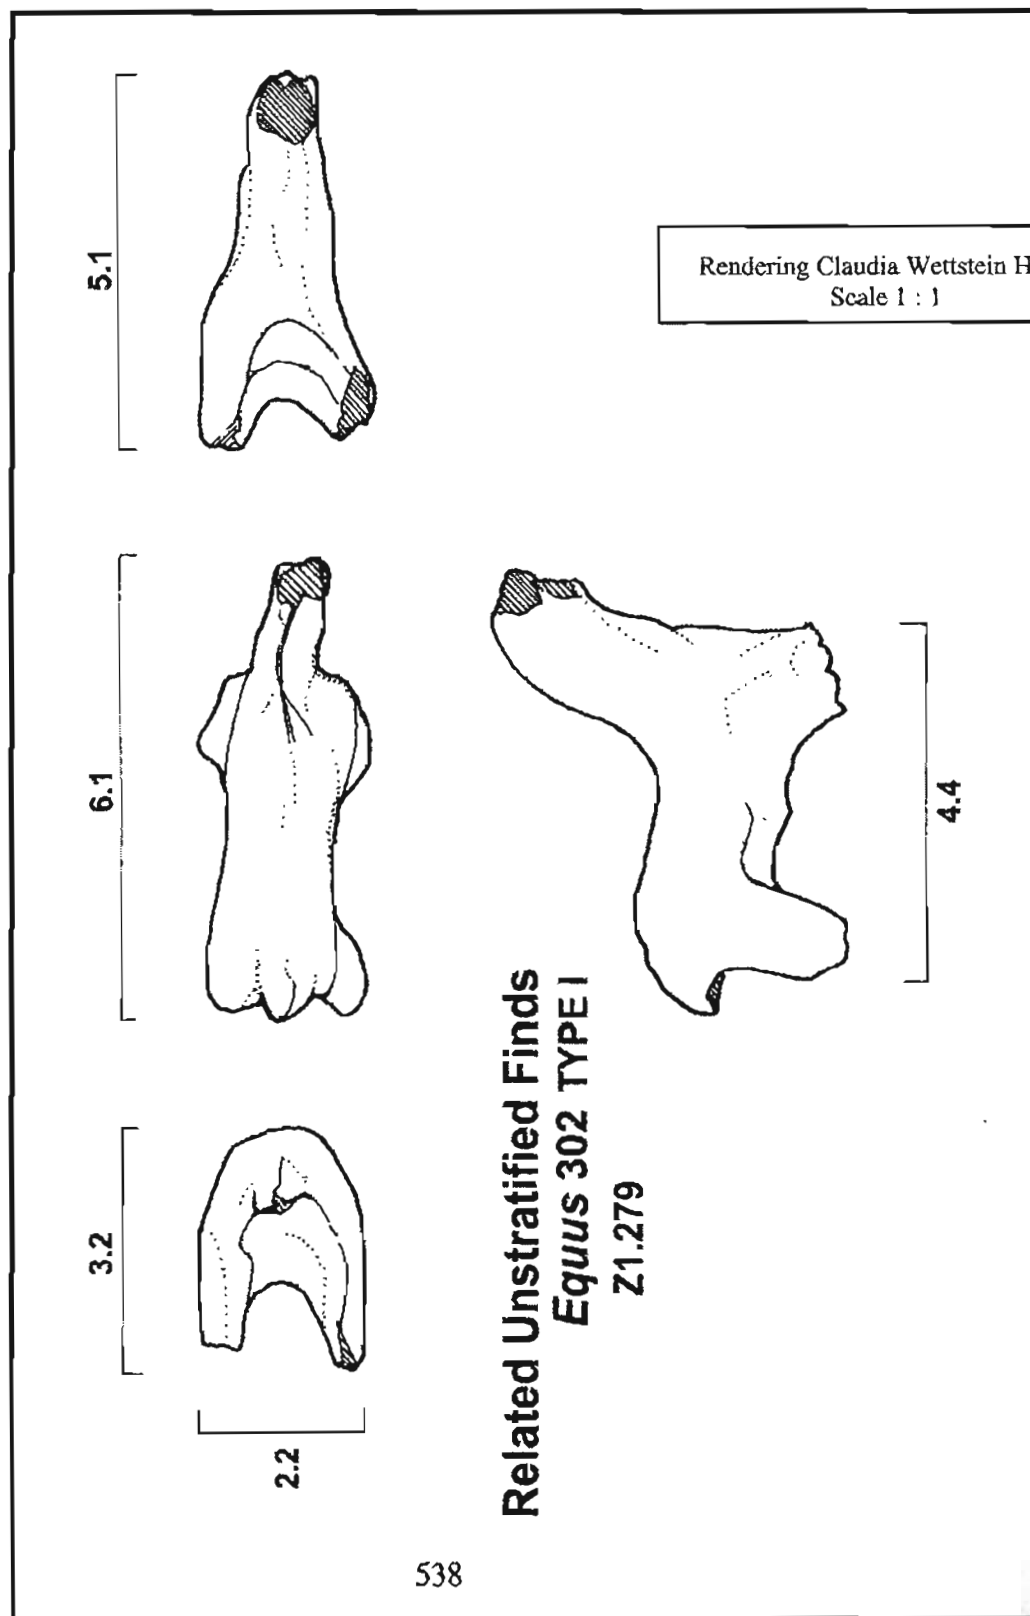 5.1
Rendering Claudia Wettstein H
Scale 1 : 1
6.1
4.4
3.2
2.2
Related Unstratified Finds
Equus 302 TYPE I
Z1.279
538